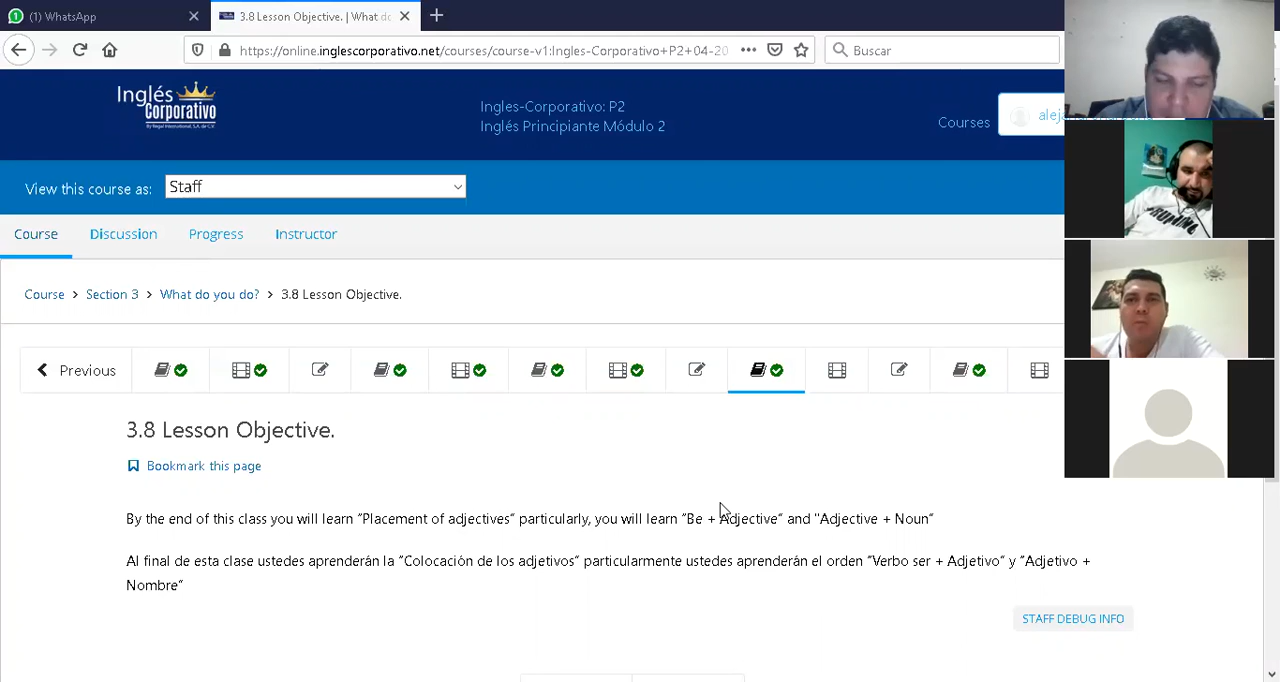 (1) WhatsApp
3.8 Lesson Objective. | What do
https://online.inglescorporativo.net/courses/course-v1:Ingles-Corporativo+P2+04-20
Buscar
Inglés
Corporativo
Ingles-Corporativo: P2
Inglés Principiante Módulo 2
Courses
View this course as:
Staff
Course
Discussion
Progress
Instructor
Course > Section 3 > What do you do? > 3.8 Lesson Objective.
Previous
3.8 Lesson Objective.
Bookmark this page
By the end of this class you will learn “Placement of adjectives” particularly, you will learn “Be + Adjective” and "Adjective + Noun”
Al final de esta clase ustedes aprenderán la “Colocación de los adjetivos” particularmente ustedes aprenderán el orden “Verbo ser + Adjetivo” y “Adjetivo +
Nombre”
STAFF DEBUG INFO